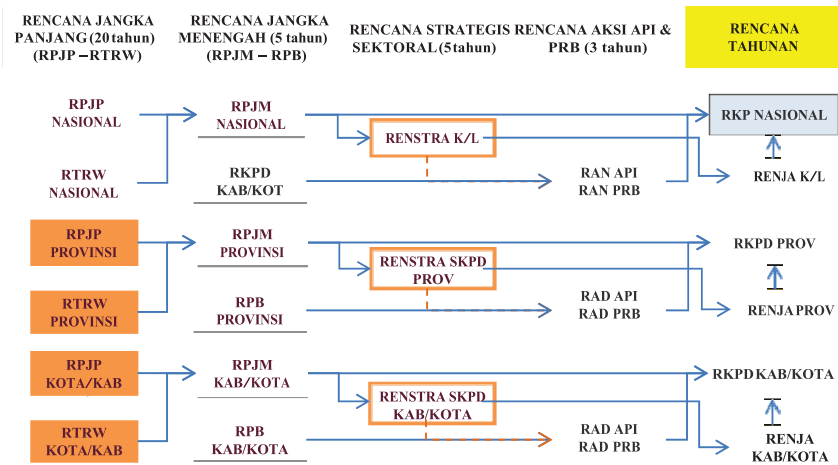 RENCANA JANGKA
PANJANG (20 tahun)
(RPJP –RTRW)
RENCANA JANGKA
MENENGAH (5 tahun)
(RPJM – RPB)
RENCANA STRATEGIS
SEKTORAL (5tahun)
RENCANA AKSI API &
PRB (3 tahun)
RENCANA
TAHUNAN
RPJP
NASIONAL
RPJM
NASIONAL
RENSTRA K/L
RKP NASIONAL
RTRW
NASIONAL
RKPD
KAB/KOT
RAN API
RAN PRB
RENJA K/L
RPJP
PROVINSI
RPJM
PROVINSI
RENSTRA SKPD
PROV
RKPD PROV
RTRW
PROVINSI
RPB
PROVINSI
RAD API
RAD PRB
RENJA PROV
RPJP
KOTA/KAB
RPJM
KAB/KOTA
RENSTRA SKPD
KAB/KOTA
RKPD KAB/KOTA
RTRW
KOTA/KAB
RPB
KAB/KOTA
RAD API
RAD PRB
RENJA
KAB/KOTA